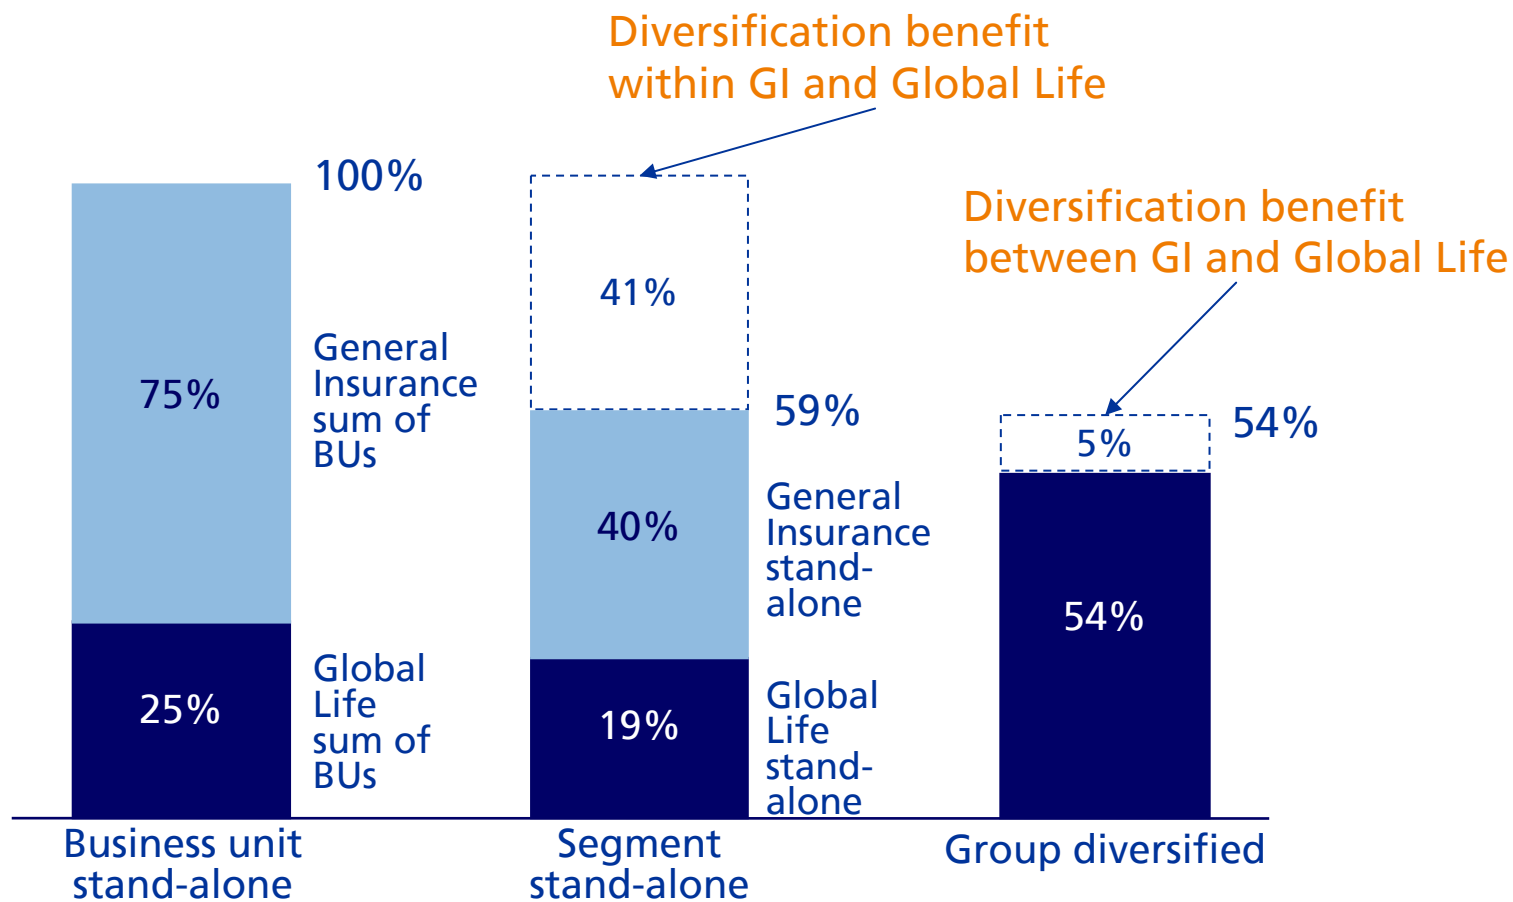 Diversification benefit
within GI and Global Life
100%
Diversification benefit
between GI and Global Life
41%
General
Insurance
sum of
BUs
75%
59%
54%
5%
General
Insurance
stand-
alone
40%
54%
Global
Life
sum of
BUs
25%
Global
Life
stand-
alone
19%
Business unit
stand-alone
Segment
stand-alone
Group diversified